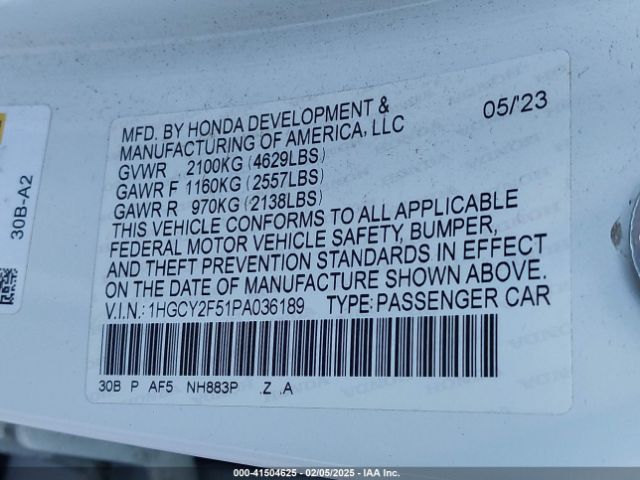 MFD. BY HONDA DEVELOPMENT & 05/'23
MANUFACTURING OF AMERICA, LLC
GVWR 2100KG (4629LBS)
GAWR F 1160KG (2557LBS)
GAWR R 970KG (2138LBS)
THIS VEHICLE CONFORMS TO ALL APPLICABLE
FEDERAL MOTOR VEHICLE SAFETY, BUMPER,
AND THEFT PREVENTION STANDARDS IN EFFECT
ON THE DATE OF MANUFACTURE SHOWN ABOVE.
V.I.N.: 1HGCY2F51PA036189 TYPE: PASSENGER CAR
30B P AF5 NH883P .Z .A
30B-A2
000-41504625 - 02/05/2025 - IAAI.COM